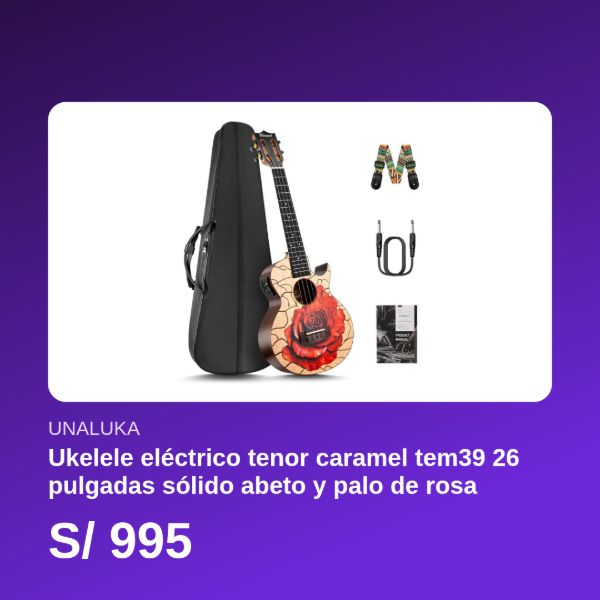 UNALUKA
Ukelele eléctrico tenor caramel tem39 26
pulgadas sólido abeto y palo de rosa
S/ 995